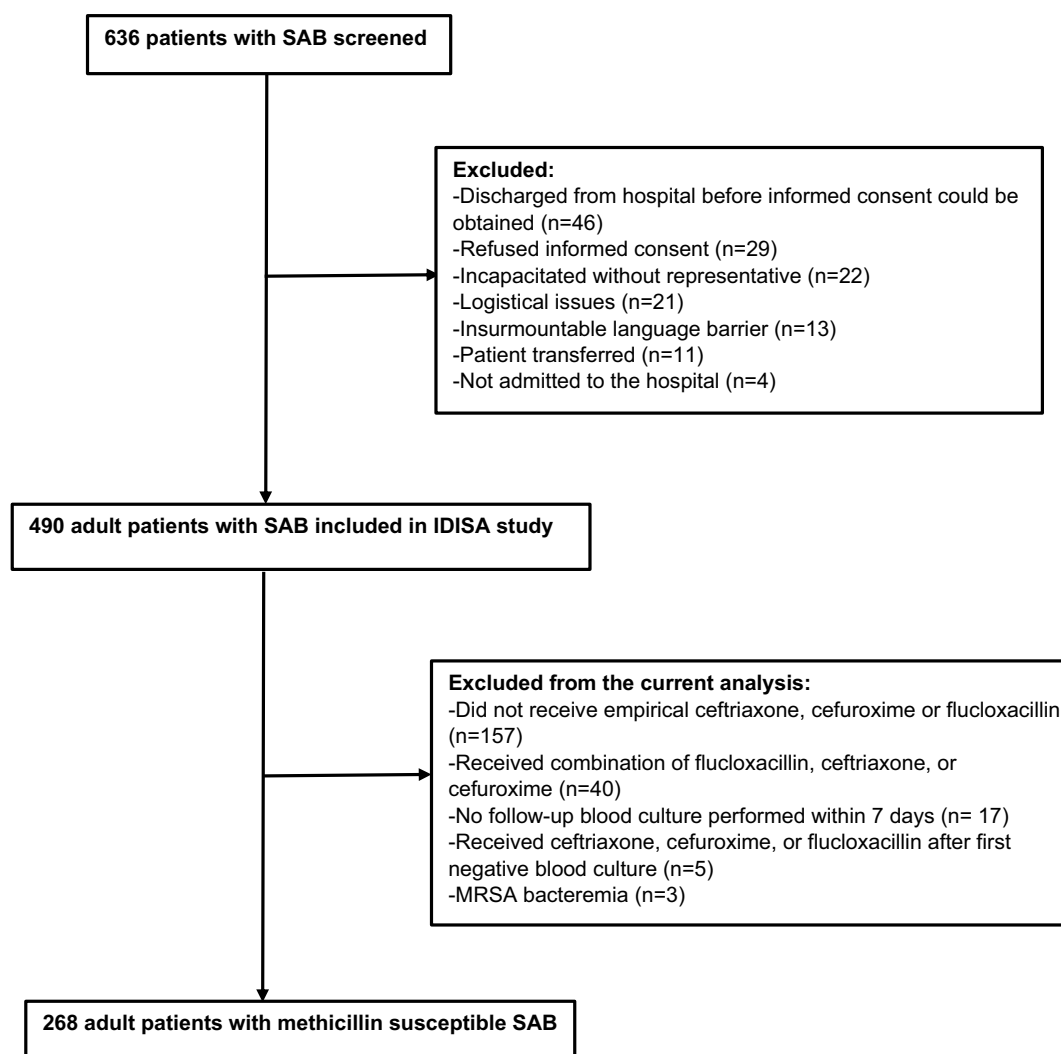 636 patients with SAB screened
Excluded:
-Discharged from hospital before informed consent could be
obtained (n=46)
-Refused informed consent (n=29)
-Incapacitated without representative (n=22)
-Logistical issues (n=21)
-Insurmountable language barrier (n=13)
-Patient transferred (n=11)
-Not admitted to the hospital (n=4)
490 adult patients with SAB included in IDISA study
Excluded from the current analysis:
-Did not receive empirical ceftriaxone, cefuroxime or flucloxacillin
(n=157)
-Received combination of flucloxacillin, ceftriaxone, or
cefuroxime (n=40)
-No follow-up blood culture performed within 7 days (n= 17)
-Received ceftriaxone, cefuroxime, or flucloxacillin after first
negative blood culture (n=5)
-MRSA bacteremia (n=3)
268 adult patients with methicillin susceptible SAB